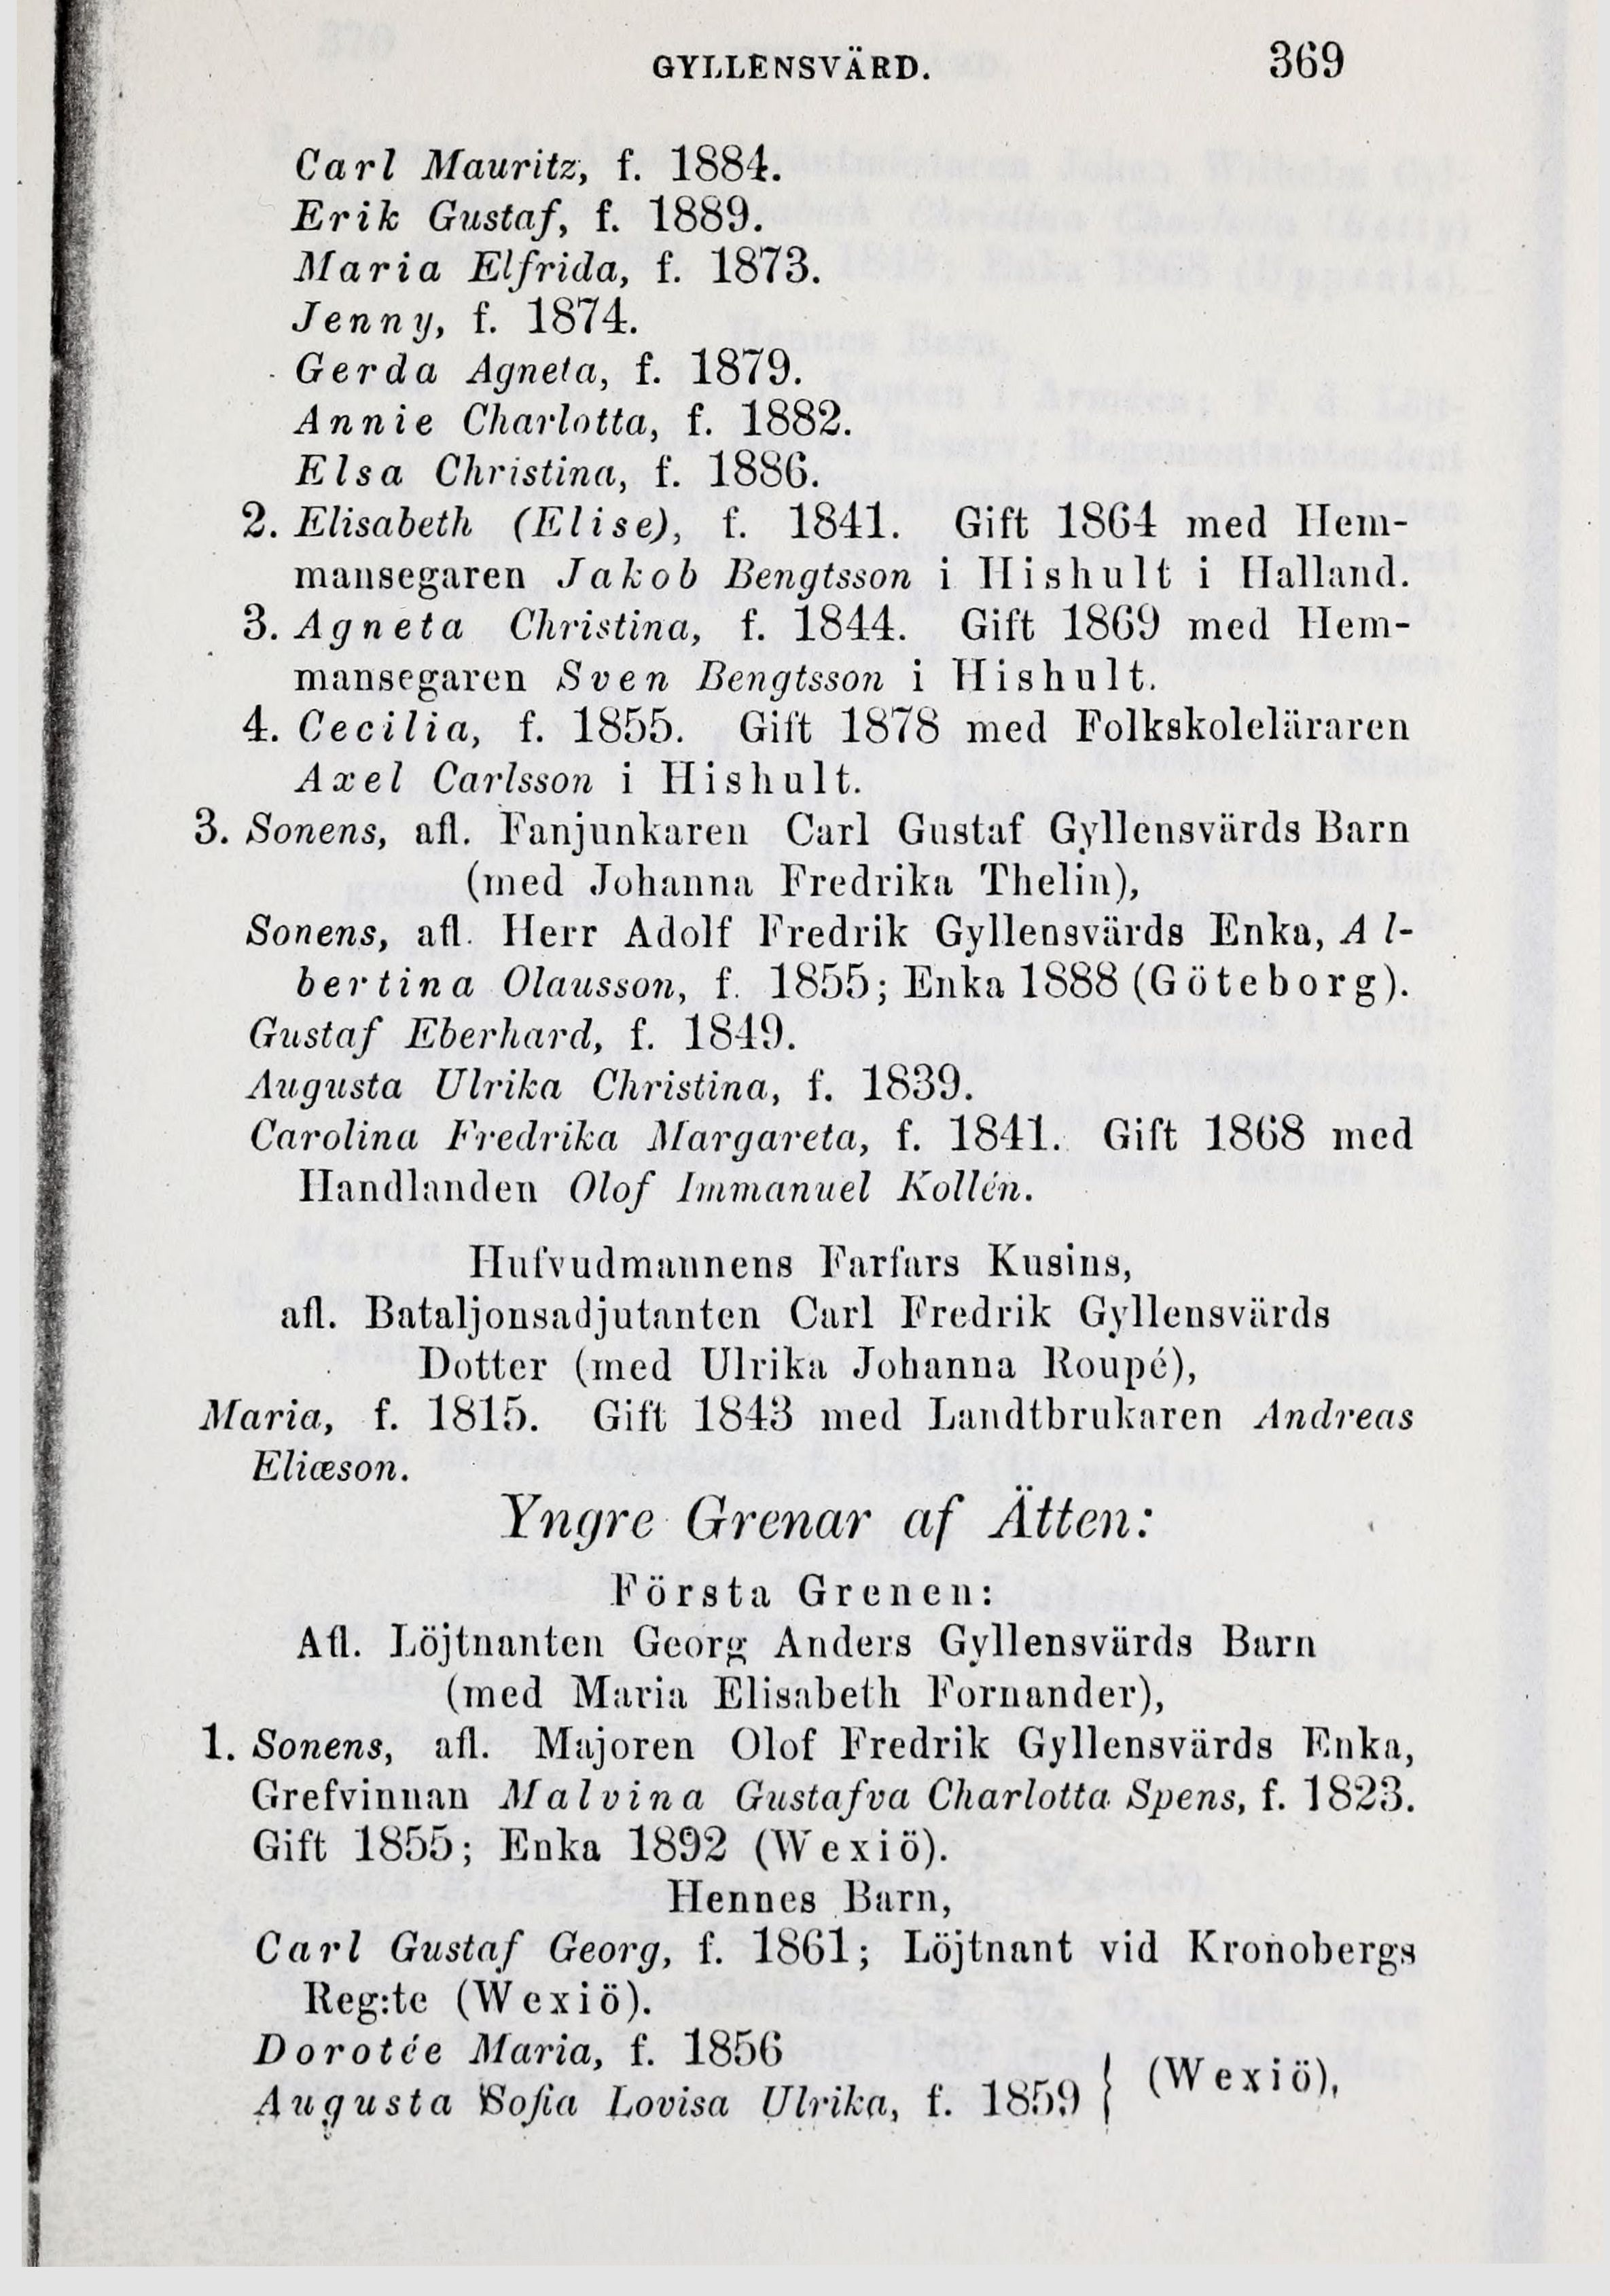 GYLLENSVÄRD. 369
Carl Mauritz, f. 1884.
Erik Gustaf, f. 1889.
Maria Elfrida, f. 1873.
Jenny, f. 1874.
Gerda Agneta, f. 1879.
Annie Charlotta, f. 1882.
Elsa Christina, f. 1886.
2. Elisabeth (Elise), f. 1841. Gift 1864 med Hem-
mansegaren Jakob Bengtsson i Hishult i Halland.
3. Agneta Christina, f. 1844. Gift 1869 med Hem-
mansegaren Sven Bengtsson i Hishult.
4. Cecilia, f. 1855. Gift 1878 med Folkskoleläraren
Axel Carlsson i Hishult.
3. Sonens, afl. Fanjunkaren Carl Gustaf Gyllensvärds Barn
(med Johanna Fredrika Thelin),
Sonens, afl. Herr Adolf Fredrik Gyllensvärds Enka, Al-
bertina Olausson, f. 1855; Enka 1888 (Göteborg).
Gustaf Eberhard, f. 1849.
Augusta Ulrika Christina, f. 1839.
Carolina Fredrika Margareta, f. 1841. Gift 1868 med
Handlanden Olof Immanuel Kollén.
Hufvudmannens Farfars Kusins,
afl. Bataljonsadjutanten Carl Fredrik Gyllensvärds
Dotter (med Ulrika Johanna Roupé),
Maria, f. 1815. Gift 1843 med Landtbrukaren Andreas
Eliæson.
Yngre Grenar af Ätten:
Första Grenen:
Afl. Löjtnanten Georg Anders Gyllensvärds Barn
(med Maria Elisabeth Fornander),
1. Sonens, afl. Majoren Olof Fredrik Gyllensvärds Enka,
Grefvinnan Malvina Gustafva Charlotta Spens, f. 1823.
Gift 1855; Enka 1892 (Wexiö).
Hennes Barn,
Carl Gustaf Georg, f. 1861; Löjtnant vid Kronobergs
Reg:te (Wexiö).
Dorotée Maria, f. 1856
Augusta Sofia Lovisa Ulrika, f. 1859 } (Wexiö),